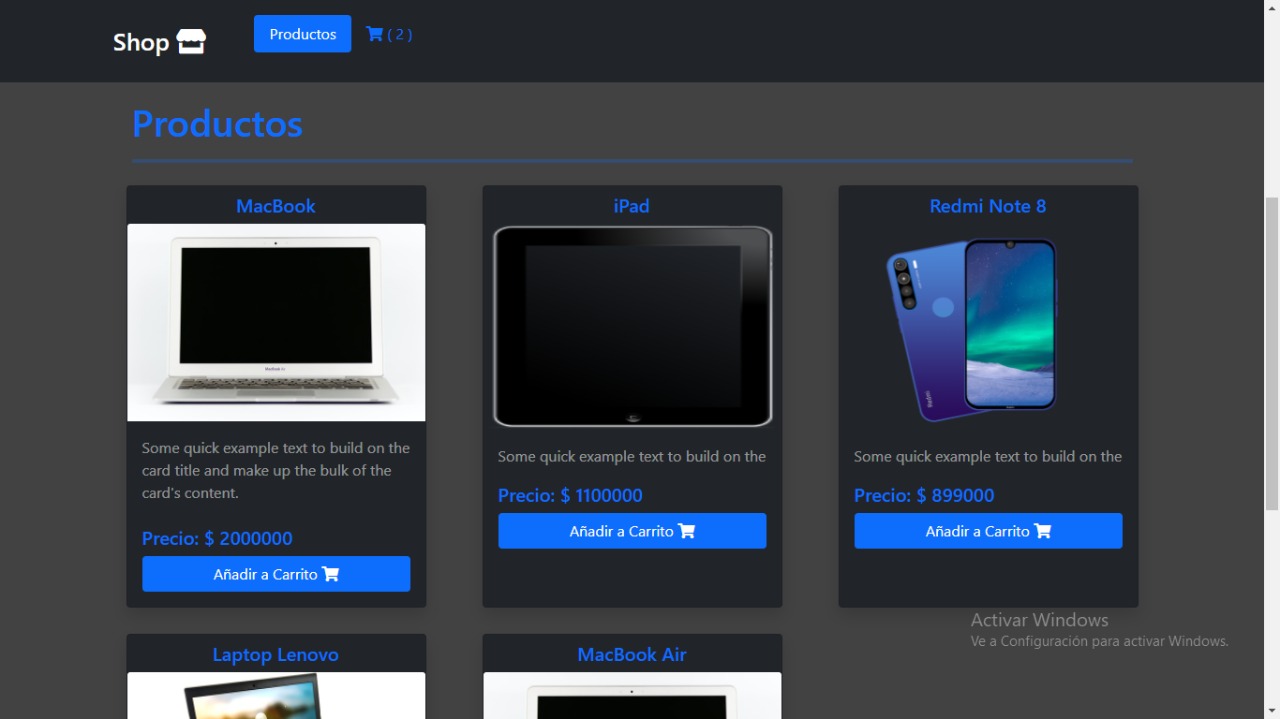 Shop
Productos
( 2 )
Productos
MacBook
MacBook Air
Some quick example text to build on the
card title and make up the bulk of the
card's content.
Precio: $ 2000000
Añadir a Carrito
iPad
Some quick example text to build on the
Precio: $ 1100000
Añadir a Carrito
Redmi Note 8
Redmi
Some quick example text to build on the
Precio: $ 899000
Añadir a Carrito
Laptop Lenovo
MacBook Air
Activar Windows
Ve a Configuración para activar Windows.